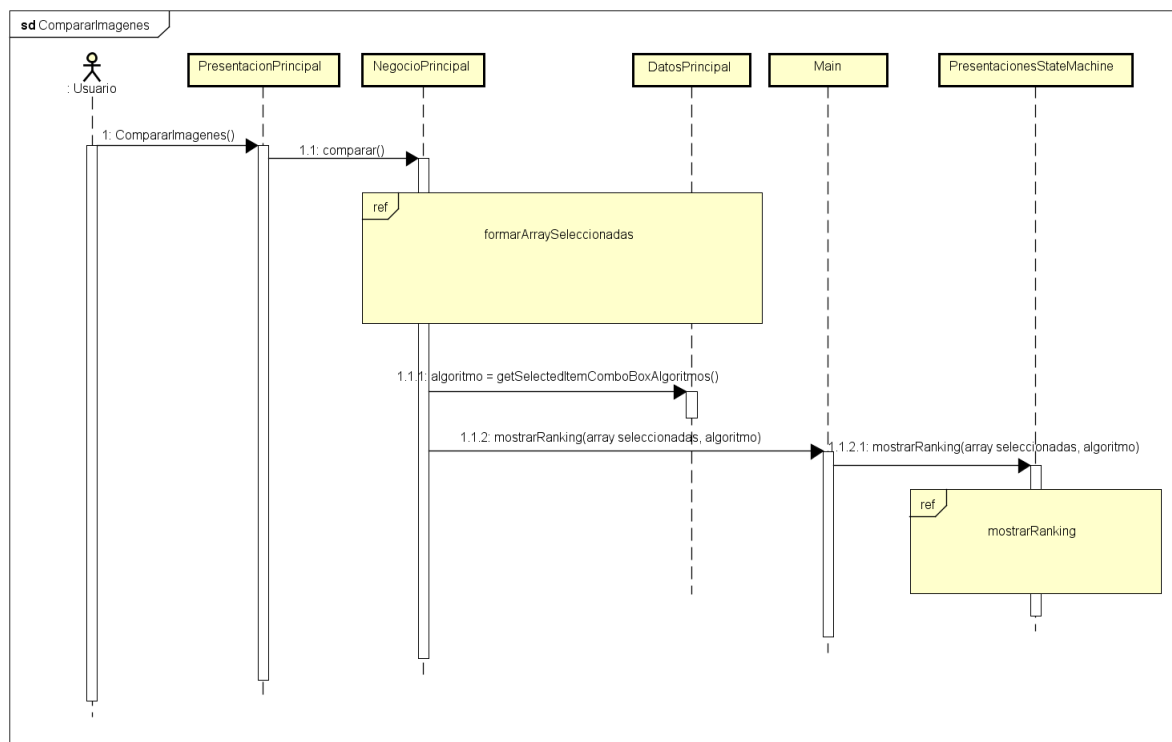 sd CompararImagenes
: Usuario
PresentacionPrincipal
NegocioPrincipal
DatosPrincipal
Main
PresentacionesStateMachine
1: CompararImagenes()
1.1: comparar()
ref
formarArraySeleccionadas
1.1.1: algoritmo = getSelectedItemComboBoxAlgoritmos()
1.1.2: mostrarRanking(array seleccionadas, algoritmo)
1.1.2.1: mostrarRanking(array seleccionadas, algoritmo)
ref
mostrarRanking